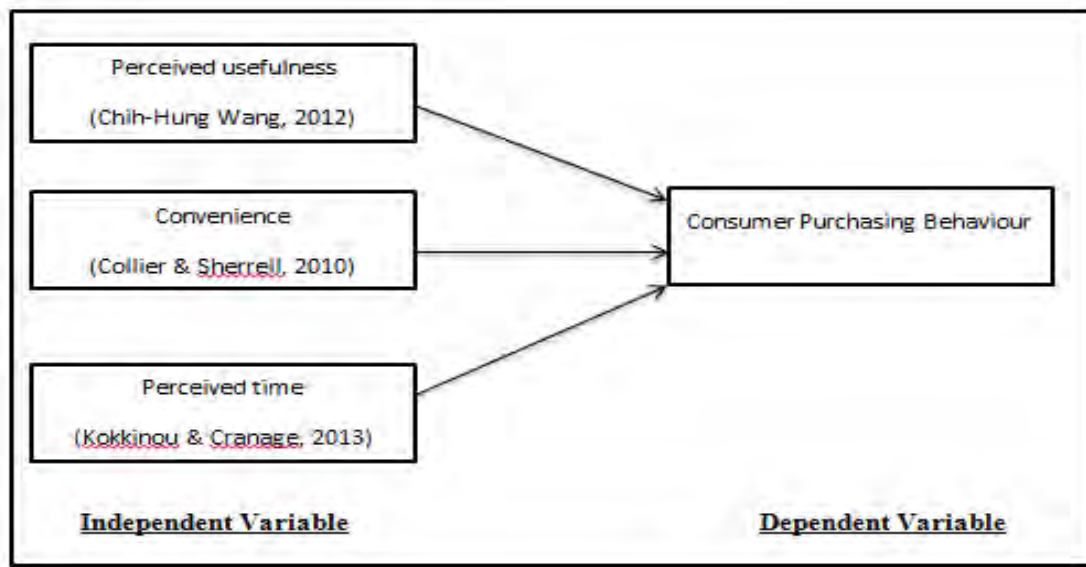 Perceived usefulness
(Chih-Hung Wang, 2012)
Convenience
(Collier & Sherrell, 2010)
Perceived time
(Kokkinou & Cranage, 2013)
Consumer Purchasing Behaviour
Independent Variable
Dependent Variable